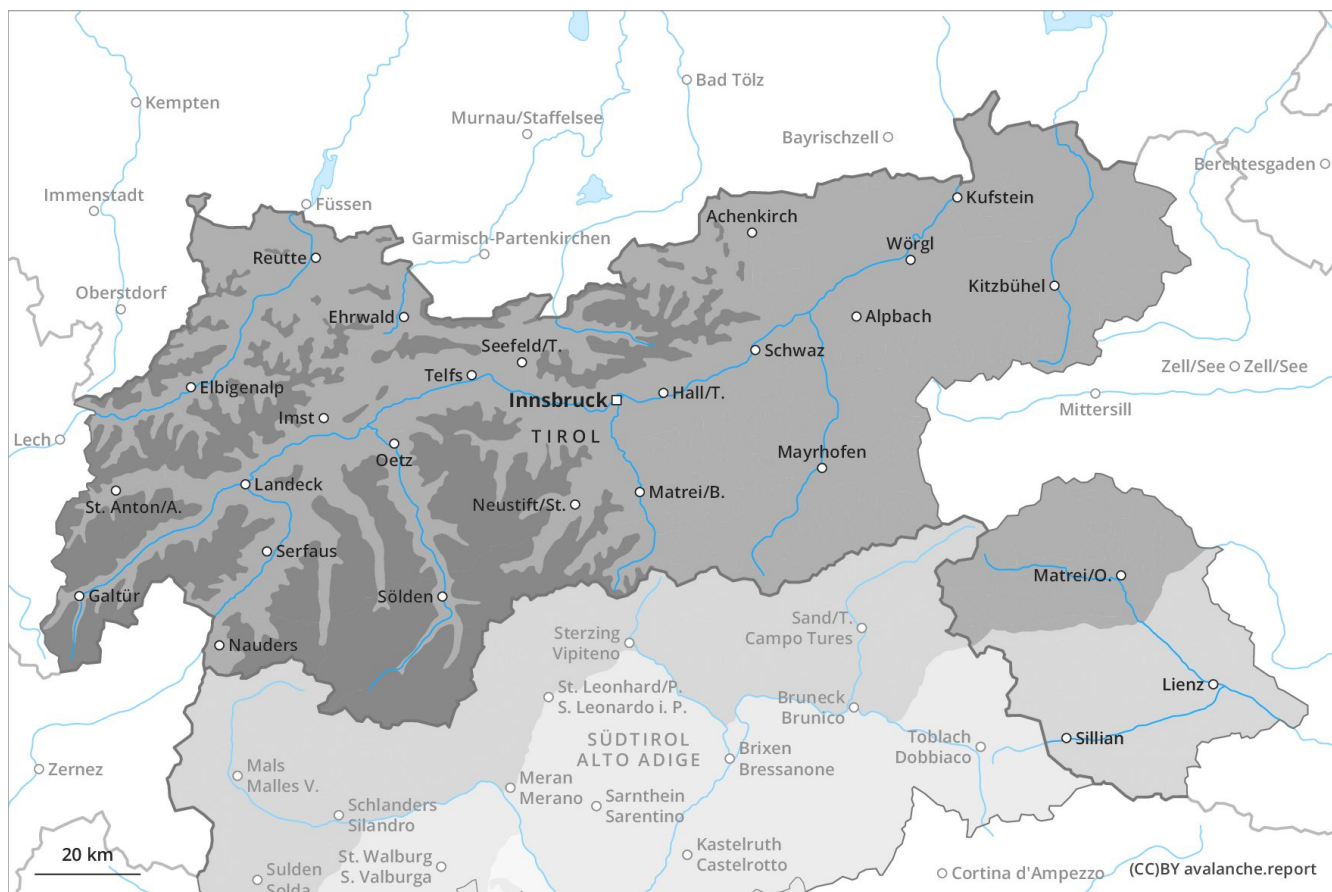 Kempten
Bad Tölz
Murnau/Staffelsee
Bayrischzell
Berchtesgaden
Immenstadt
Füssen
Kufstein
Achenkirch
Garmisch-Partenkirchen
Wörgl
Reutte
Kitzbühel
Oberstdorf
Ehrwald
Alpbach
Seefeld/T.
Schwaz
Zell/See
Zell/See
Telfs
Elbigenalp
Innsbruck
Hall/T.
Mittersill
Imst
Lech
TIROL
Oetz
Mayrhofen
Landeck
Matrei/B.
St. Anton/A.
Neustift/St.
Serfaus
Matrei/O.
Galtür
Sölden
Sand/T.
Campo Tures
Sterzing
Vipiteno
Nauders
Lienz
St. Leonhard/P.
S. Leonardo i. P.
Bruneck
Brunico
SÜDTIROL
ALTO ADIGE
Toblach
Dobbiaco
Sillian
Brixen
Bressanone
Zernez
Mals
Malles V.
Meran
Merano
Sarnthein
Sarentino
Schlanders
Silandro
Kastelruth
Castelrotto
20 km
St. Walburg
S. Valburga
Sulden
Solda
Cortina d'Ampezzo
(CC)BY avalanche.report